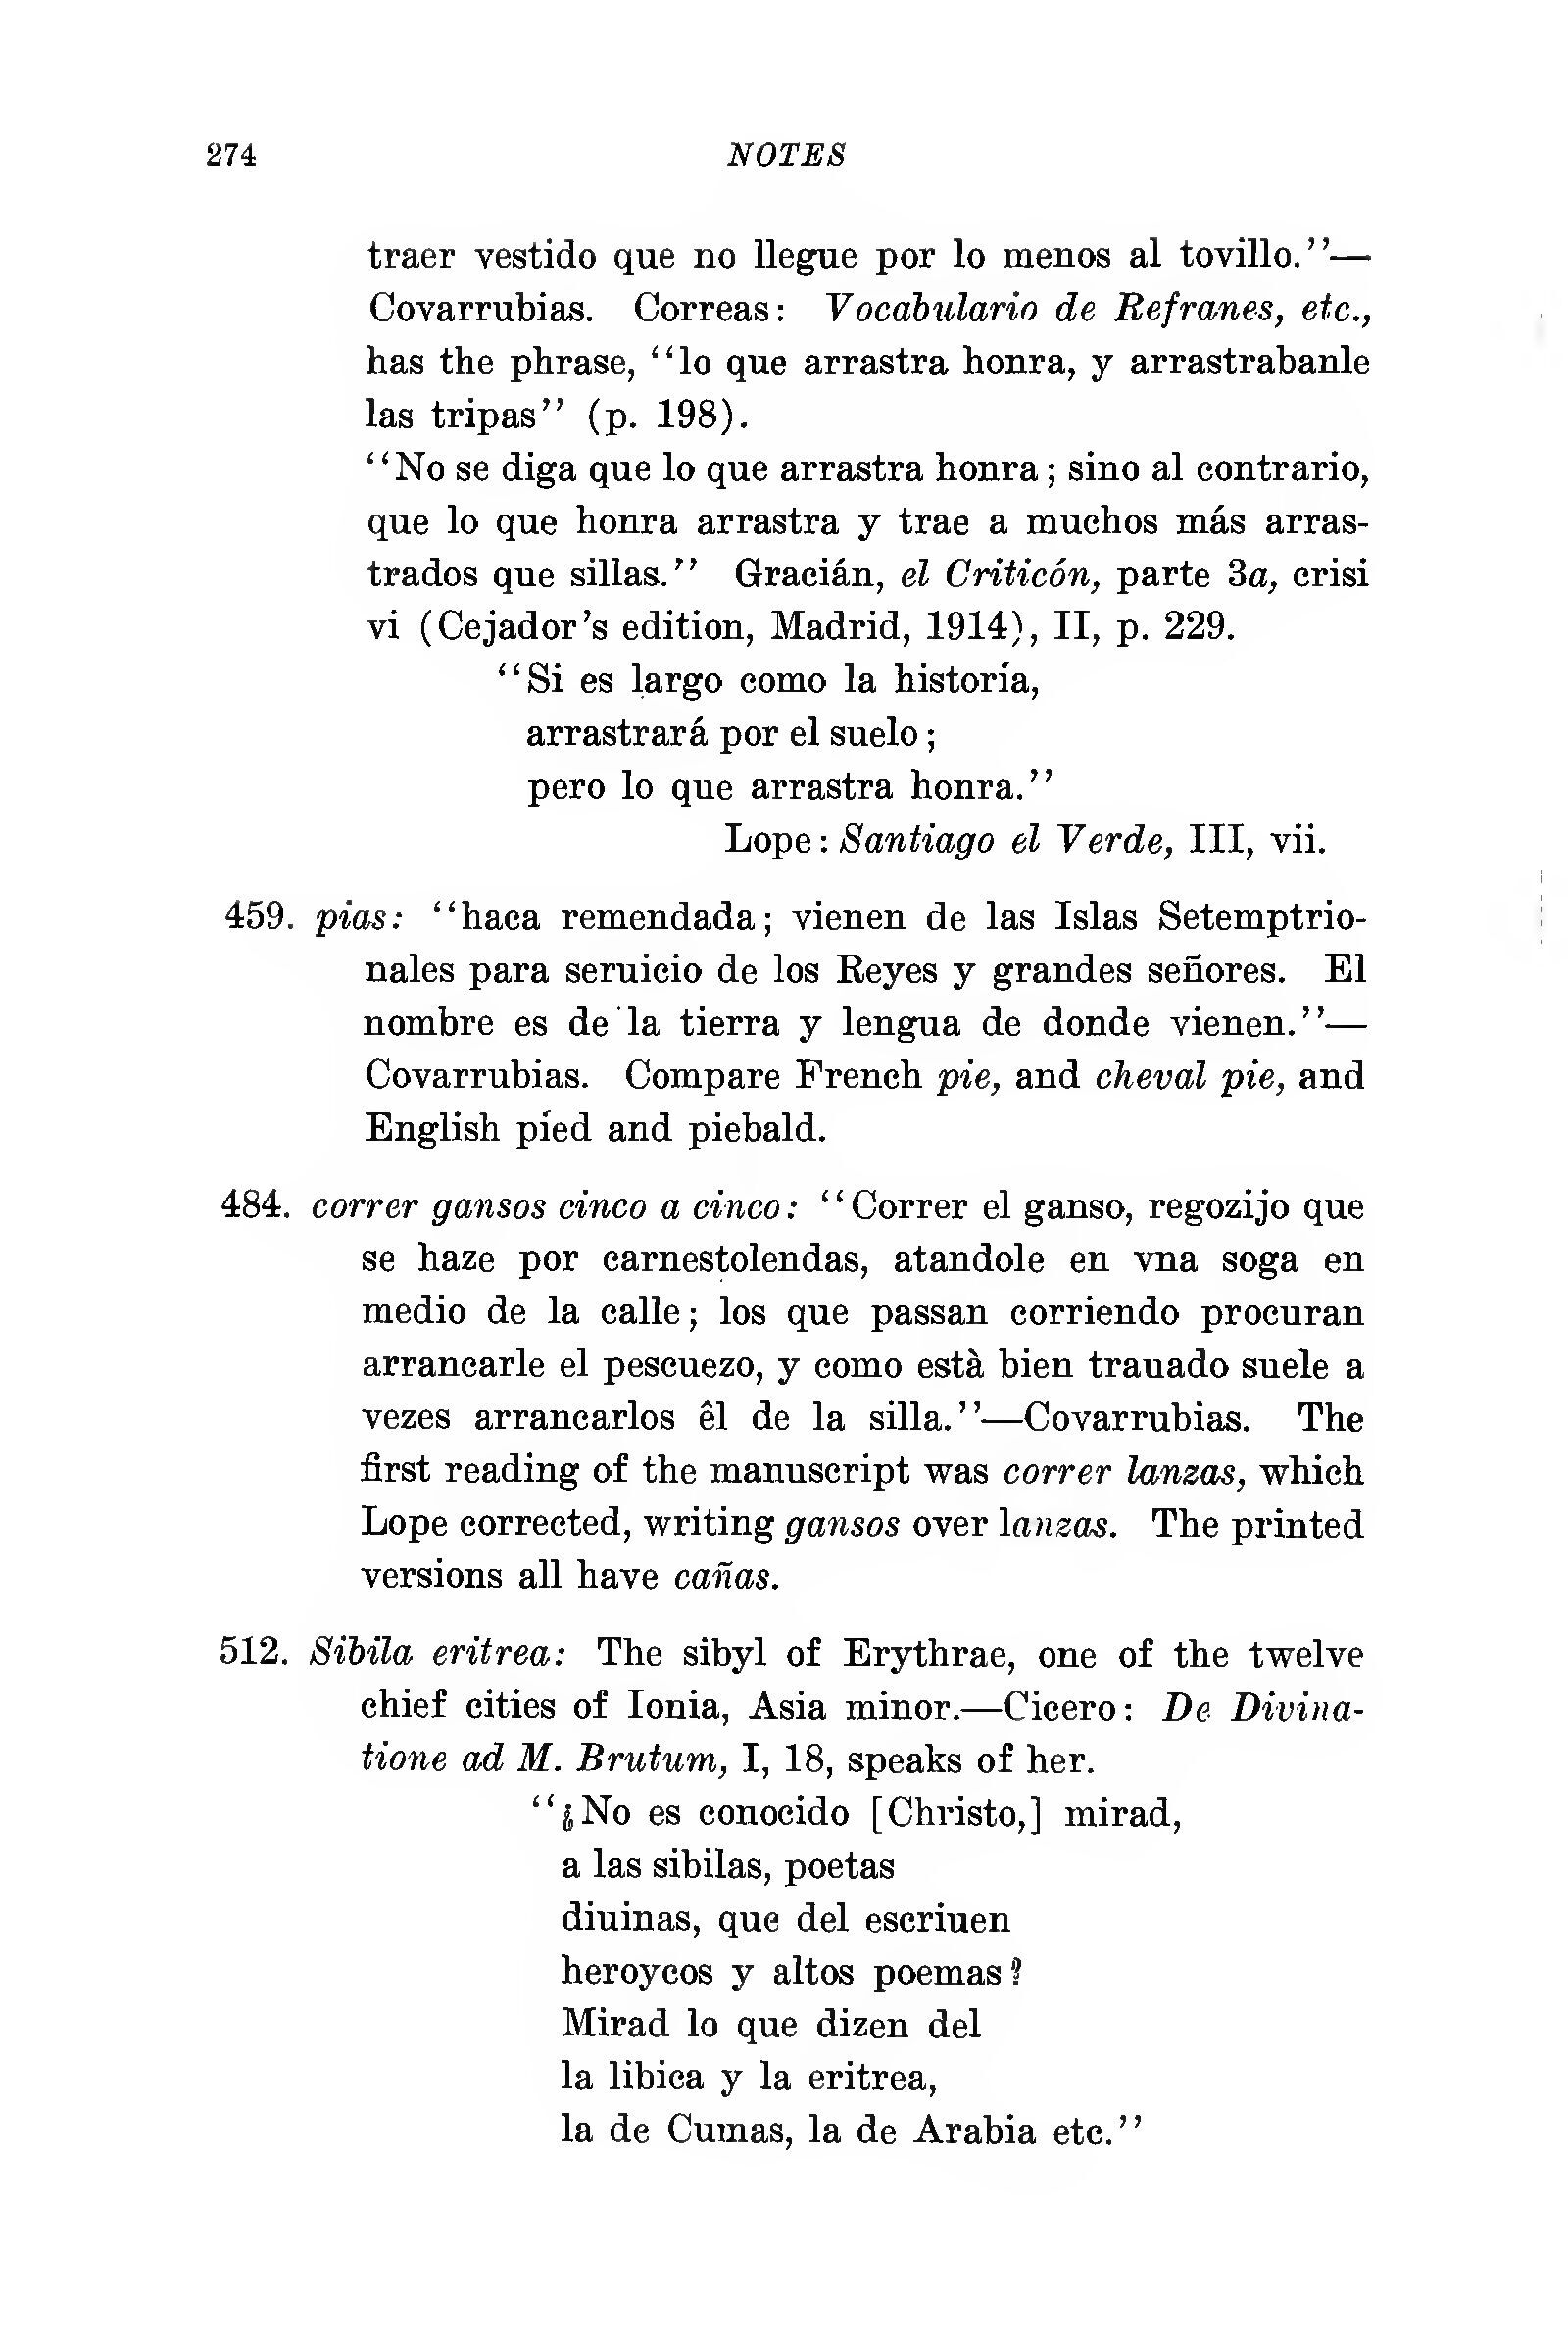 274 NOTES
traer vestido que no llegue por lo menos al tovillo.''—
Covarrubias. Correas: Vocabulario de Refranes, etc.,
has the phrase, ''lo que arrastra honra, y arrastrabanle
las tripas'' (p. 198).
''No se diga que lo que arrastra honra; sino al contrario,
que lo que honra arrastra y trae a muchos más arras-
trados que sillas.'' Gracián, el Criticón, parte 3a, crisi
vi (Cejador's edition, Madrid, 1914), II, p. 229.
''Si es largo como la historia,
arrastrará por el suelo;
pero lo que arrastra honra.''
Lope: Santiago el Verde, III, vii.
459. pias: ''haca remendada; vienen de las Islas Setemptrio-
nales para seruicio de los Reyes y grandes señores. El
nombre es de la tierra y lengua de donde vienen.''—
Covarrubias. Compare French pie, and cheval pie, and
English pied and piebald.
484. correr gansos cinco a cinco: ''Correr el ganso, regozijo que
se haze por carnestolendas, atandole en vna soga en
medio de la calle; los que passan corriendo procuran
arrancarle el pescuezo, y como està bien trauado suele a
vezes arrancarlos êl de la silla.''—Covarrubias. The
first reading of the manuscript was correr lanzas, which
Lope corrected, writing gansos over lanzas. The printed
versions all have cañas.
512. Sibila eritrea: The sibyl of Erythrae, one of the twelve
chief cities of Ionia, Asia minor.—Cicero: De Divina-
tione ad M. Brutum, I, 18, speaks of her.
''¿No es conocido [Christo,] mirad,
a las sibilas, poetas
diuinas, que del escriuen
heroycos y altos poemas?
Mirad lo que dizen del
la libica y la eritrea,
la de Cumas, la de Arabia etc.''